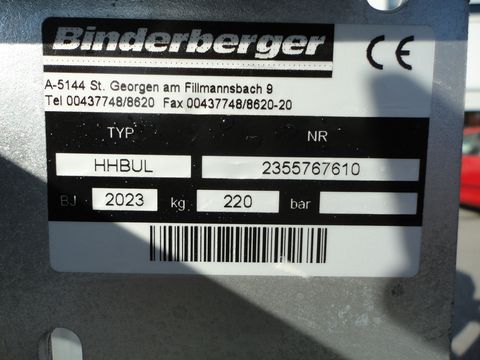 Binderberger CE
A-5144 St. Georgen am Fillmannsbach 9
Tel 00437748/8620 Fax 00437748/8620-20
TYP NR
HHBUL 2355767610
BJ 2023 kg 220 bar